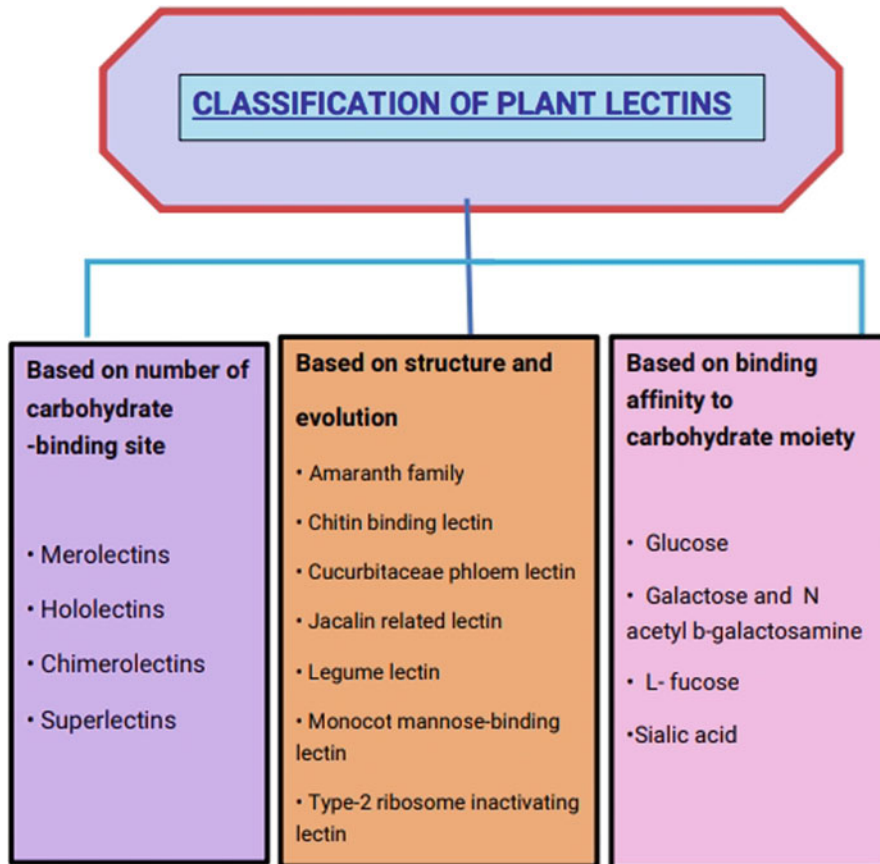 CLASSIFICATION OF PLANT LECTINS
Based on number of
carbohydrate
-binding site
• Merolectins
• Hololectins
• Chimerolectins
• Superlectins
Based on structure and
evolution
• Amaranth family
• Chitin binding lectin
• Cucurbitaceae phloem lectin
• Jacalin related lectin
• Legume lectin
• Monocot mannose-binding
lectin
• Type-2 ribosome inactivating
lectin
Based on binding
affinity to
carbohydrate moiety
• Glucose
• Galactose and N
acetyl b-galactosamine
• L- fucose
•Sialic acid